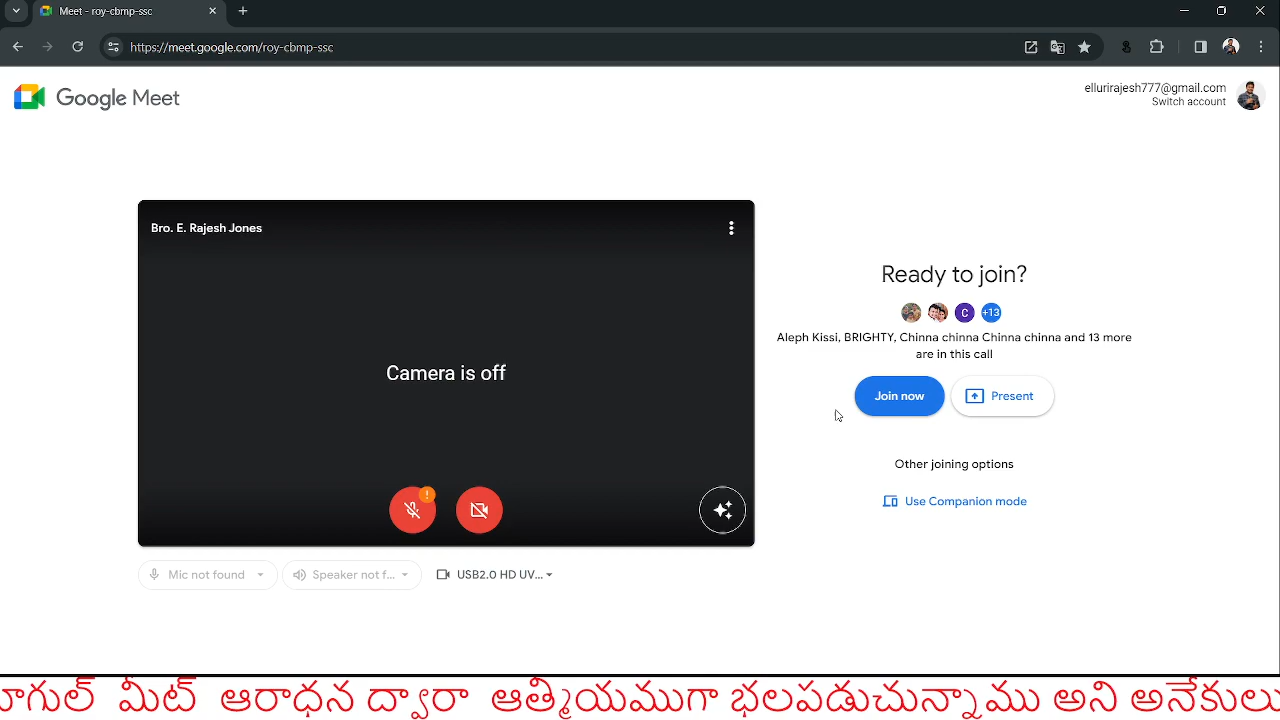 Meet - roy-cbmp-ssc
https://meet.google.com/roy-cbmp-ssc
Google Meet
ellurirajesh777@gmail.com
Switch account
Bro. E. Rajesh Jones
Camera is off
Ready to join?
C +13
Aleph Kissi, BRIGHTY, Chinna chinna Chinna chinna and 13 more
are in this call
Join now Present
Other joining options
Use Companion mode
Mic not found Speaker not f... USB2.0 HD UV...
మీట్ ఆరాధన ద్వారా ఆత్మియముగా భలపడుచున్నాము అని అనేకులు